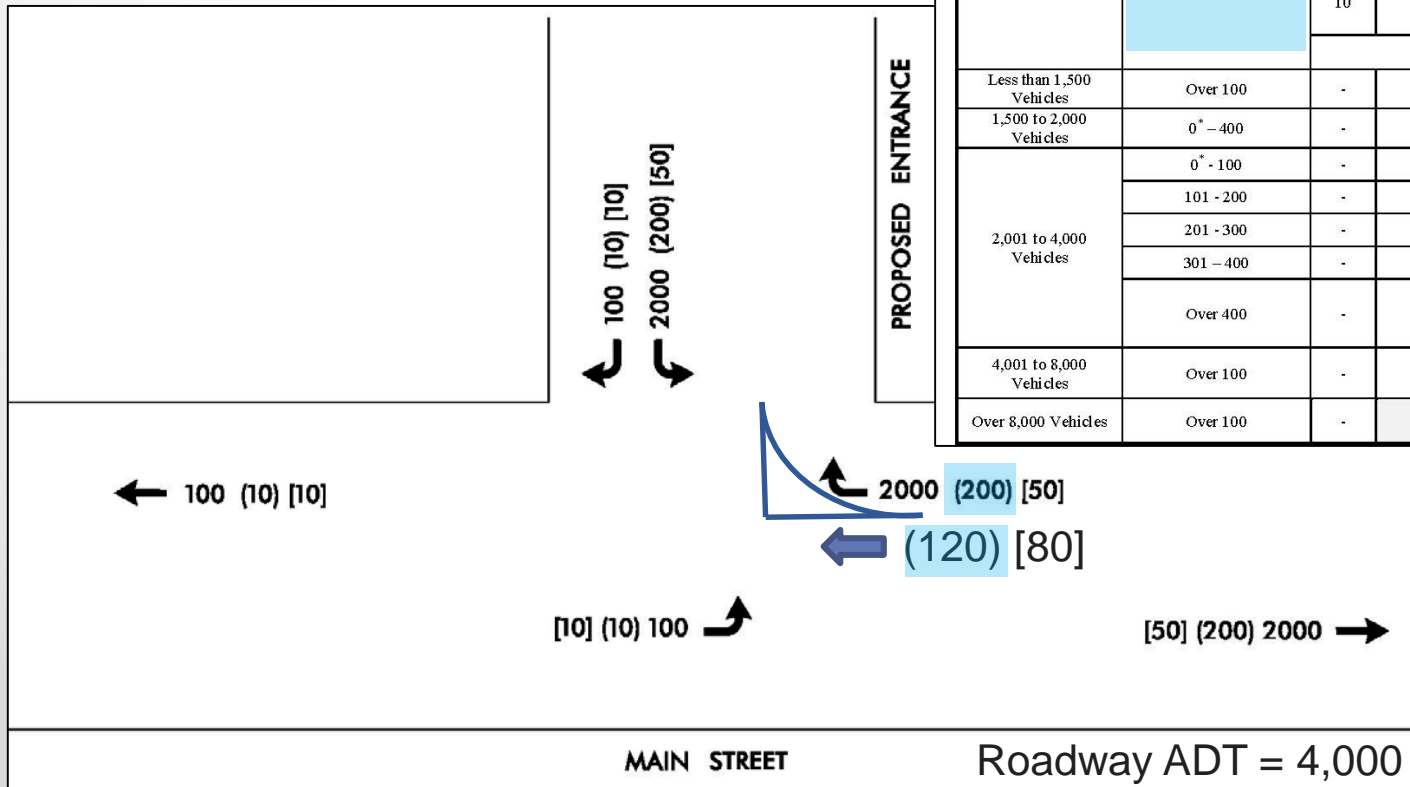 10
Less than 1,500
Vehicles
Over 100
-
1,500 to 2,000
Vehicles
0* – 400
-
2,001 to 4,000
Vehicles
0* - 100
-
101 - 200
-
201 - 300
-
301 – 400
-
Over 400
-
4,001 to 8,000
Vehicles
Over 100
-
Over 8,000 Vehicles
Over 100
-
PROPOSED ENTRANCE
100 (10) [10]
2000 (200) [50]
100 (10) [10]
2000 (200) [50]
(120) [80]
[10] (10) 100
[50] (200) 2000
MAIN STREET
Roadway ADT = 4,000